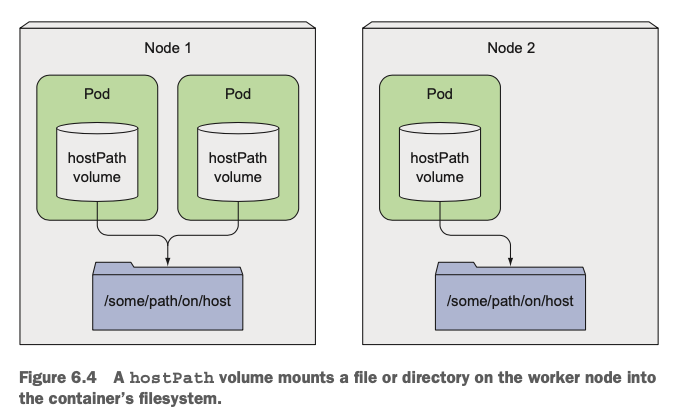 Node 1
Node 2
Pod
Pod
Pod
hostPath
volume
hostPath
volume
hostPath
volume
/some/path/on/host
/some/path/on/host
Figure 6.4 A hostPath volume mounts a file or directory on the worker node into
the container's filesystem.